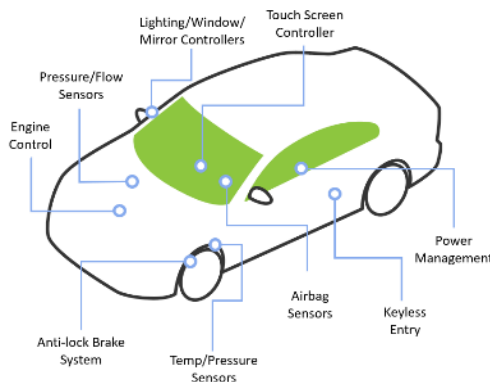 Lighting/Window/
Mirror Controllers
Touch Screen
Controller
Pressure/Flow
Sensors
Engine
Control
Power
Management
Airbag
Sensors
Keyless
Entry
Anti-lock Brake
System
Temp/Pressure
Sensors